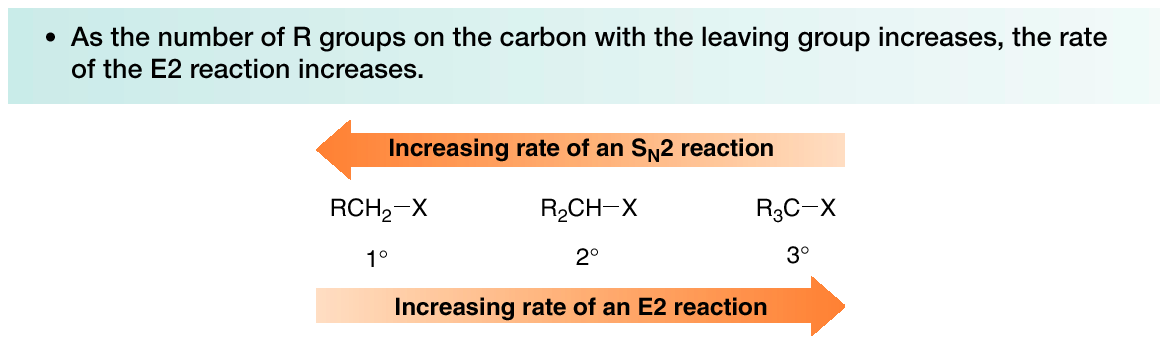 • As the number of R groups on the carbon with the leaving group increases, the rate
of the E2 reaction increases.
Increasing rate of an S_N2 reaction
RCH₂—X R₂CH—X R₃C—X
1° 2° 3°
Increasing rate of an E2 reaction